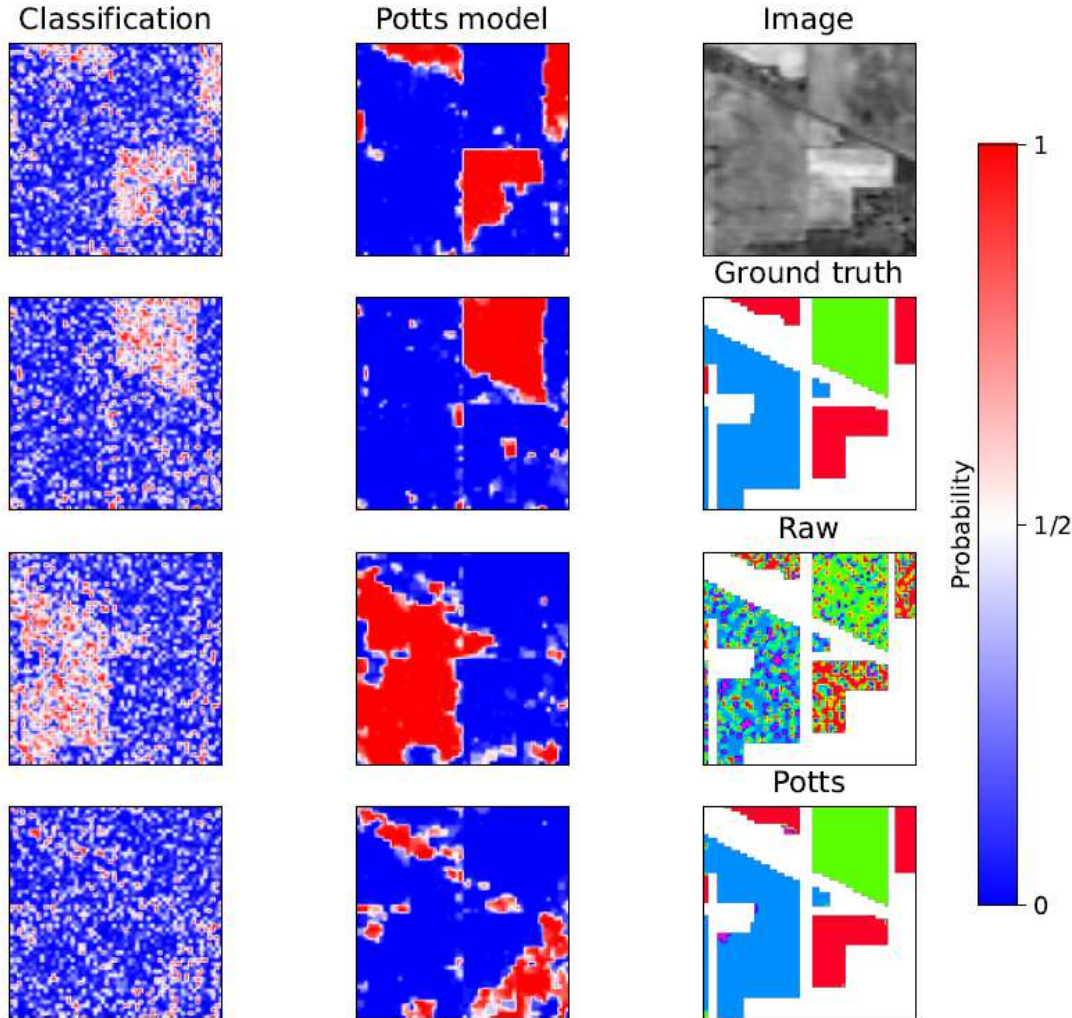 Classification
Potts model
Image
Ground truth
Raw
Potts
Probability
1
1/2
0